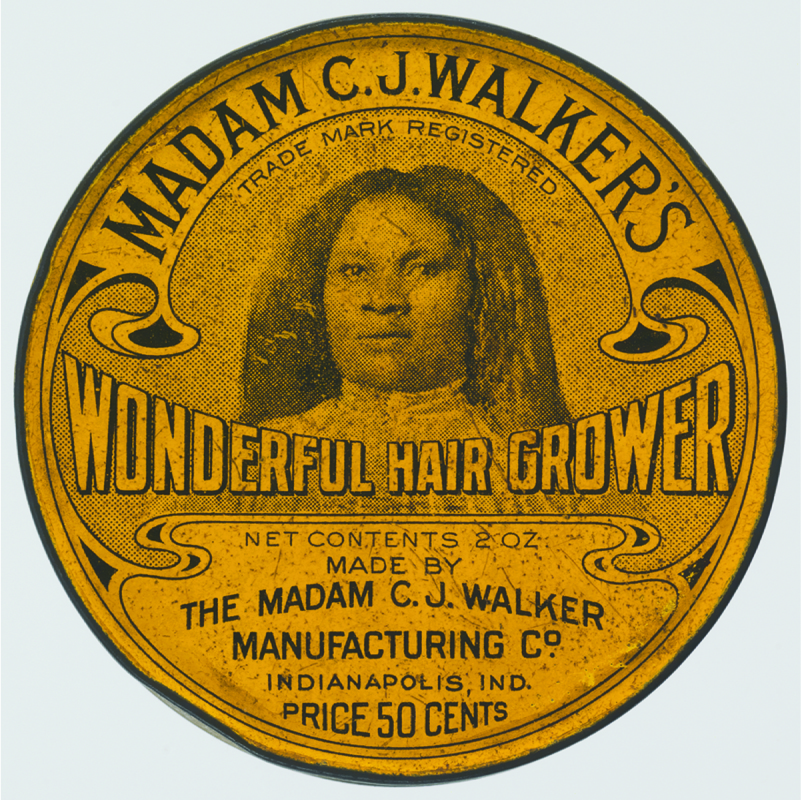 MADAM C.J.WALKER'S
TRADE MARK REGISTERED
WONDERFUL HAIR GROWER
NET CONTENTS 2 OZ.
MADE BY
THE MADAM C.J. WALKER
MANUFACTURING Cº
INDIANAPOLIS, IND.
PRICE 50 CENTS